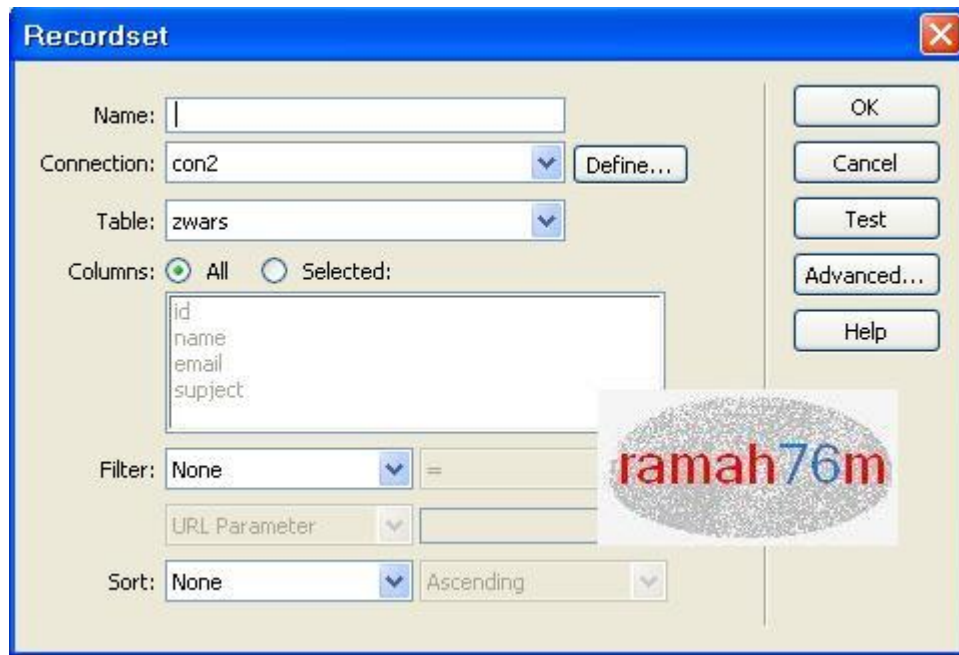 Recordset
Name:
Connection: con2 Define...
Table: zwars
Columns: All Selected:
id
name
email
supject
Filter: None =
URL Parameter
Sort: None Ascending
OK
Cancel
Test
Advanced...
Help
ramah76m